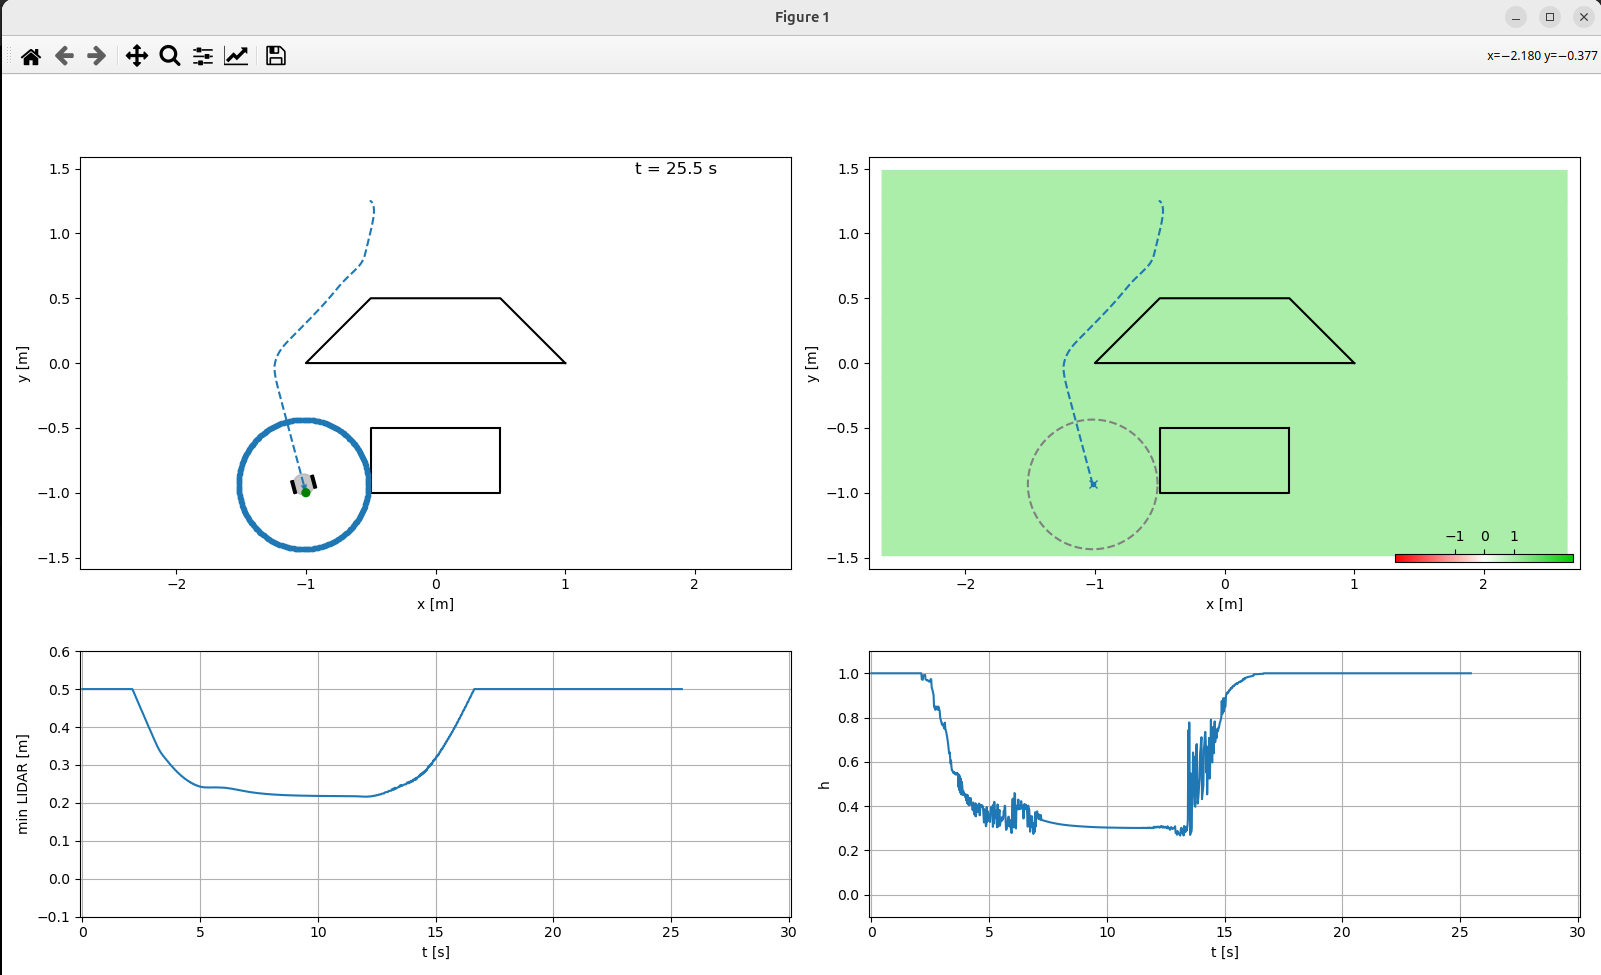 Figure 1
x=−2.180 y=−0.377
t = 25.5 s
1.5
1.0
0.5
0.0
−0.5
−1.0
−1.5
y [m]
−2 −1 0 1 2
x [m]
1.5
1.0
0.5
0.0
−0.5
−1.0
−1.5
y [m]
−1 0 1
−2 −1 0 1 2
x [m]
0.6
0.5
0.4
0.3
0.2
0.1
0.0
−0.1
min LIDAR [m]
0 5 10 15 20 25 30
t [s]
1.0
0.8
0.6
0.4
0.2
0.0
h
0 5 10 15 20 25 30
t [s]